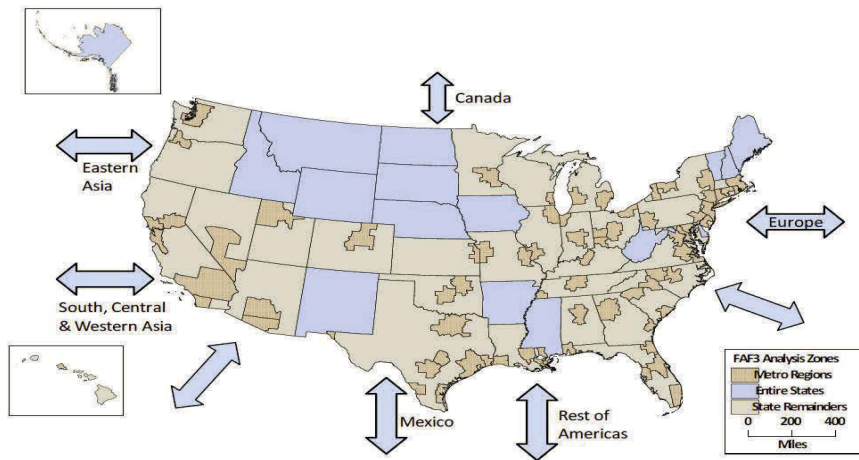 Canada
Eastern
Asia
Europe
South, Central
& Western Asia
Mexico
Rest of
Americas
FAF3 Analysis Zones
Metro Regions
Entire States
State Remainders
0 200 400
Miles